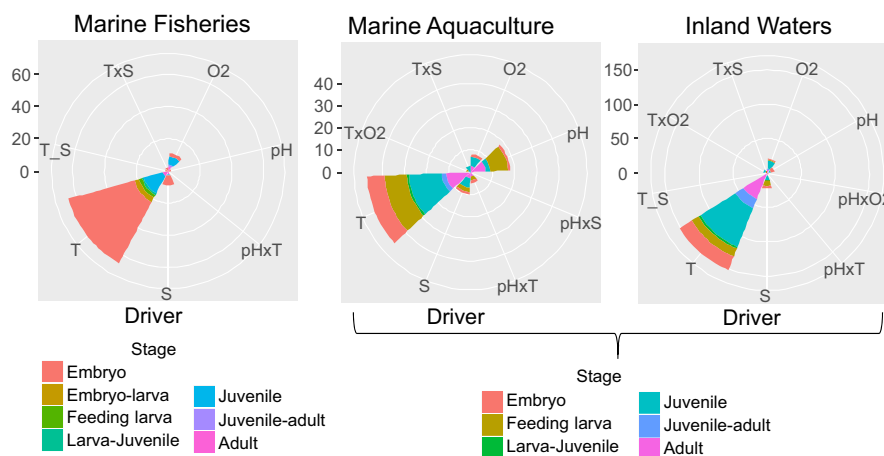 Marine Fisheries
Marine Aquaculture
Inland Waters
60
40
20
0
TxS
O2
T_S
pH
T
pHxT
S
Driver
40
30
20
10
0
TxS
O2
TxO2
pH
T
pHxS
S
pHxT
Driver
150
100
50
0
TxS
O2
TxO2
pH
T_S
pHxO2
T
pHxT
S
Driver
Stage
Embryo
Embryo-larva
Feeding larva
Larva-Juvenile
Juvenile
Juvenile-adult
Adult
Stage
Embryo
Feeding larva
Larva-Juvenile
Juvenile
Juvenile-adult
Adult